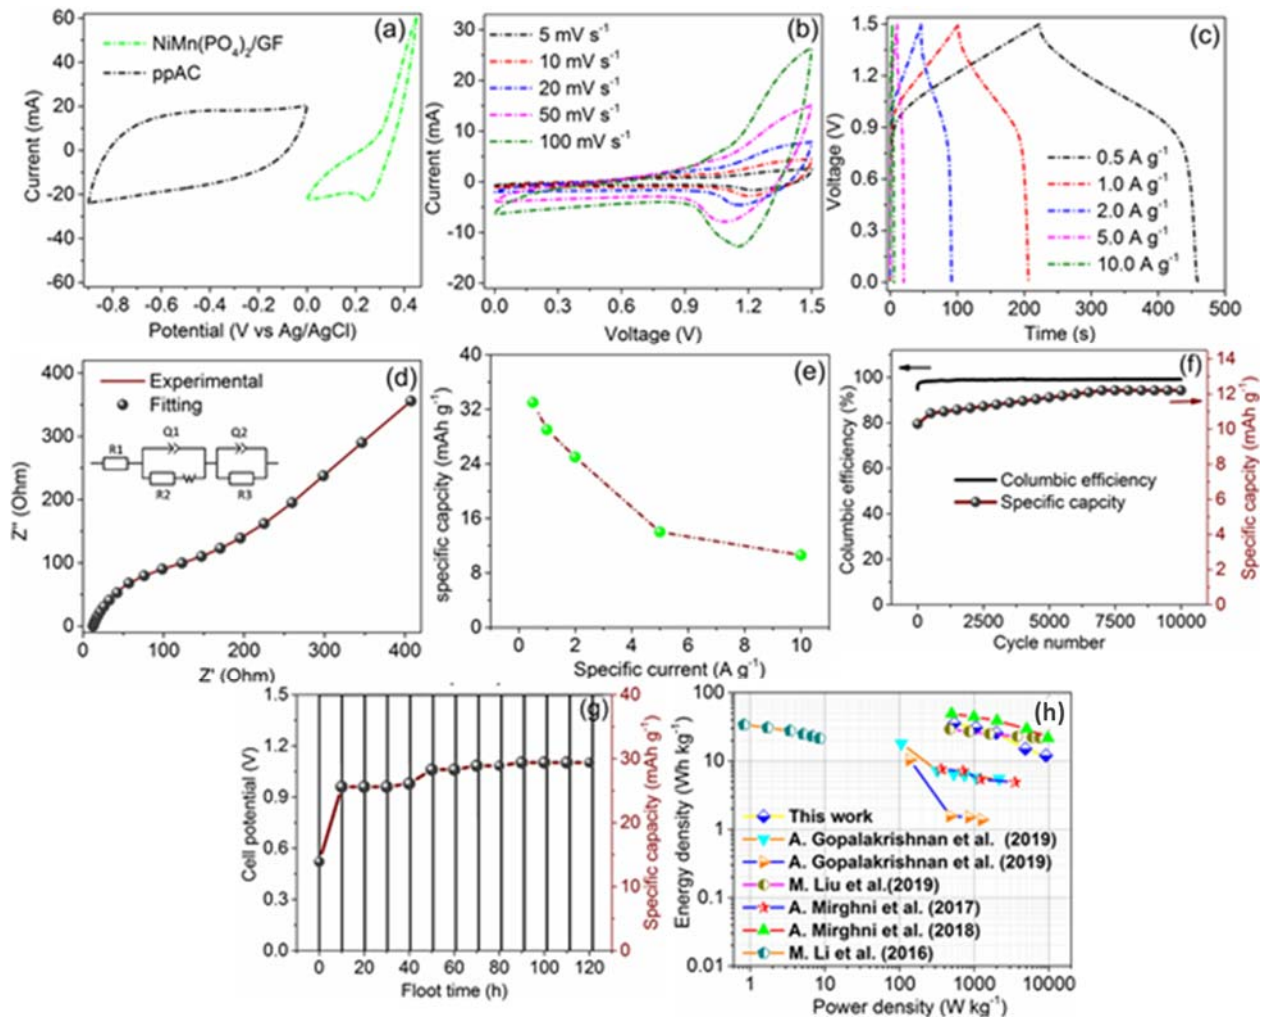 (a)
NiMn(PO4)2/GF
ppAC
Current (mA)
60
40
20
0
-20
-40
-60
-0.8 -0.6 -0.4 -0.2 0.0 0.2 0.4
Potential (V vs Ag/AgCl)
(b)
5 mV s-1
10 mV s-1
20 mV s-1
50 mV s-1
100 mV s-1
Current (mA)
30
20
10
0
-10
-20
0.0 0.3 0.6 0.9 1.2 1.5
Voltage (V)
(c)
0.5 A g-1
1.0 A g-1
2.0 A g-1
5.0 A g-1
10.0 A g-1
Voltage (V)
1.5
1.2
0.9
0.6
0.3
0.0
0 100 200 300 400 500
Time (s)
(d)
Experimental
Fitting
R1 Q1 Q2
R2 W R3
Z'' (Ohm)
400
300
200
100
0
0 100 200 300 400
Z' (Ohm)
(e)
specific capcity (mAh g-1)
40
32
24
16
8
0
0 2 4 6 8 10
Specific current (A g-1)
(f)
Columbic efficiency
Specific capcity
Columbic efficiency (%)
100
80
60
40
20
0
14
12
10
8
6
4
2
0
Specific capcity (mAh g-1)
0 2500 5000 7500 10000
Cycle number
(g)
Cell potential (V)
1.5
1.2
0.9
0.6
0.3
0.0
40
30
20
10
0
Specific capacity (mAh g-1)
0 20 40 60 80 100 120
Floot time (h)
(h)
Energy density (Wh kg-1)
100
10
1
0.1
0.01
This work
A. Gopalakrishnan et al. (2019)
A. Gopalakrishnan et al. (2019)
M. Liu et al.(2019)
A. Mirghni et al. (2017)
A. Mirghni et al. (2018)
M. Li et al. (2016)
1 10 100 1000 10000
Power density (W kg-1)